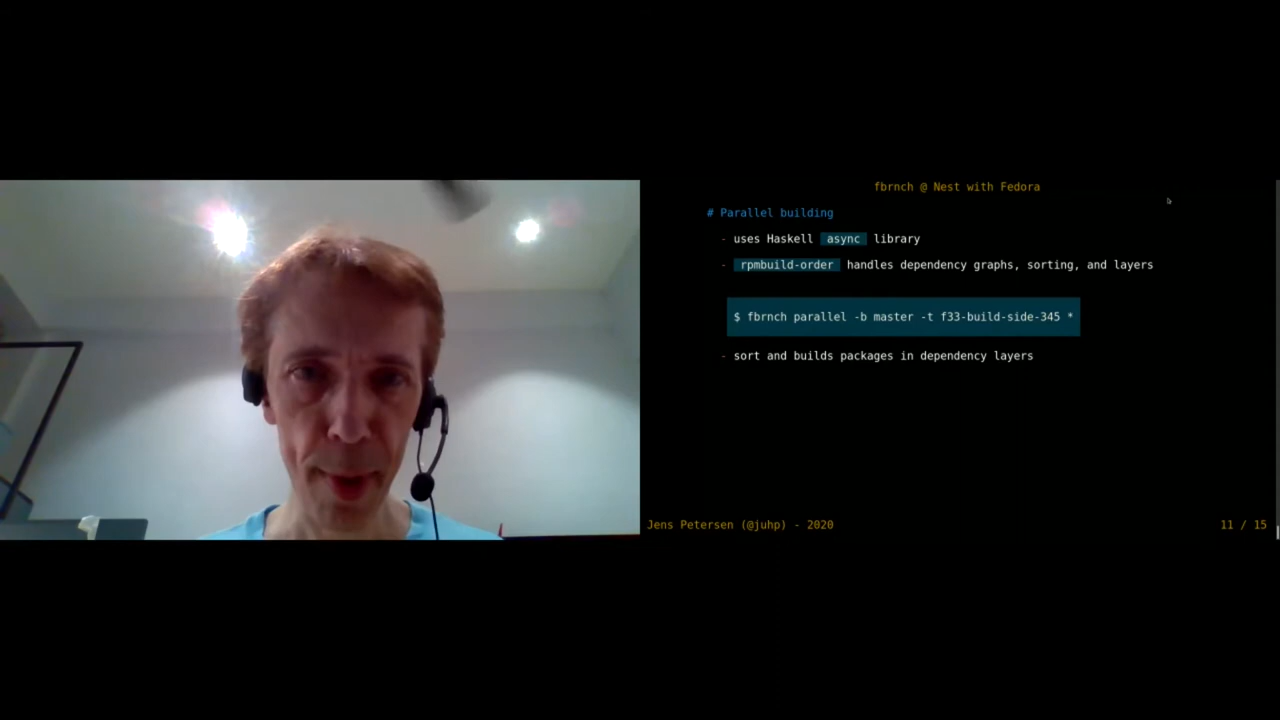 fbrnch @ Nest with Fedora
# Parallel building
- uses Haskell async library
- rpmbuild-order handles dependency graphs, sorting, and layers
$ fbrnch parallel -b master -t f33-build-side-345 *
- sort and builds packages in dependency layers
Jens Petersen (@juhp) - 2020
11 / 15